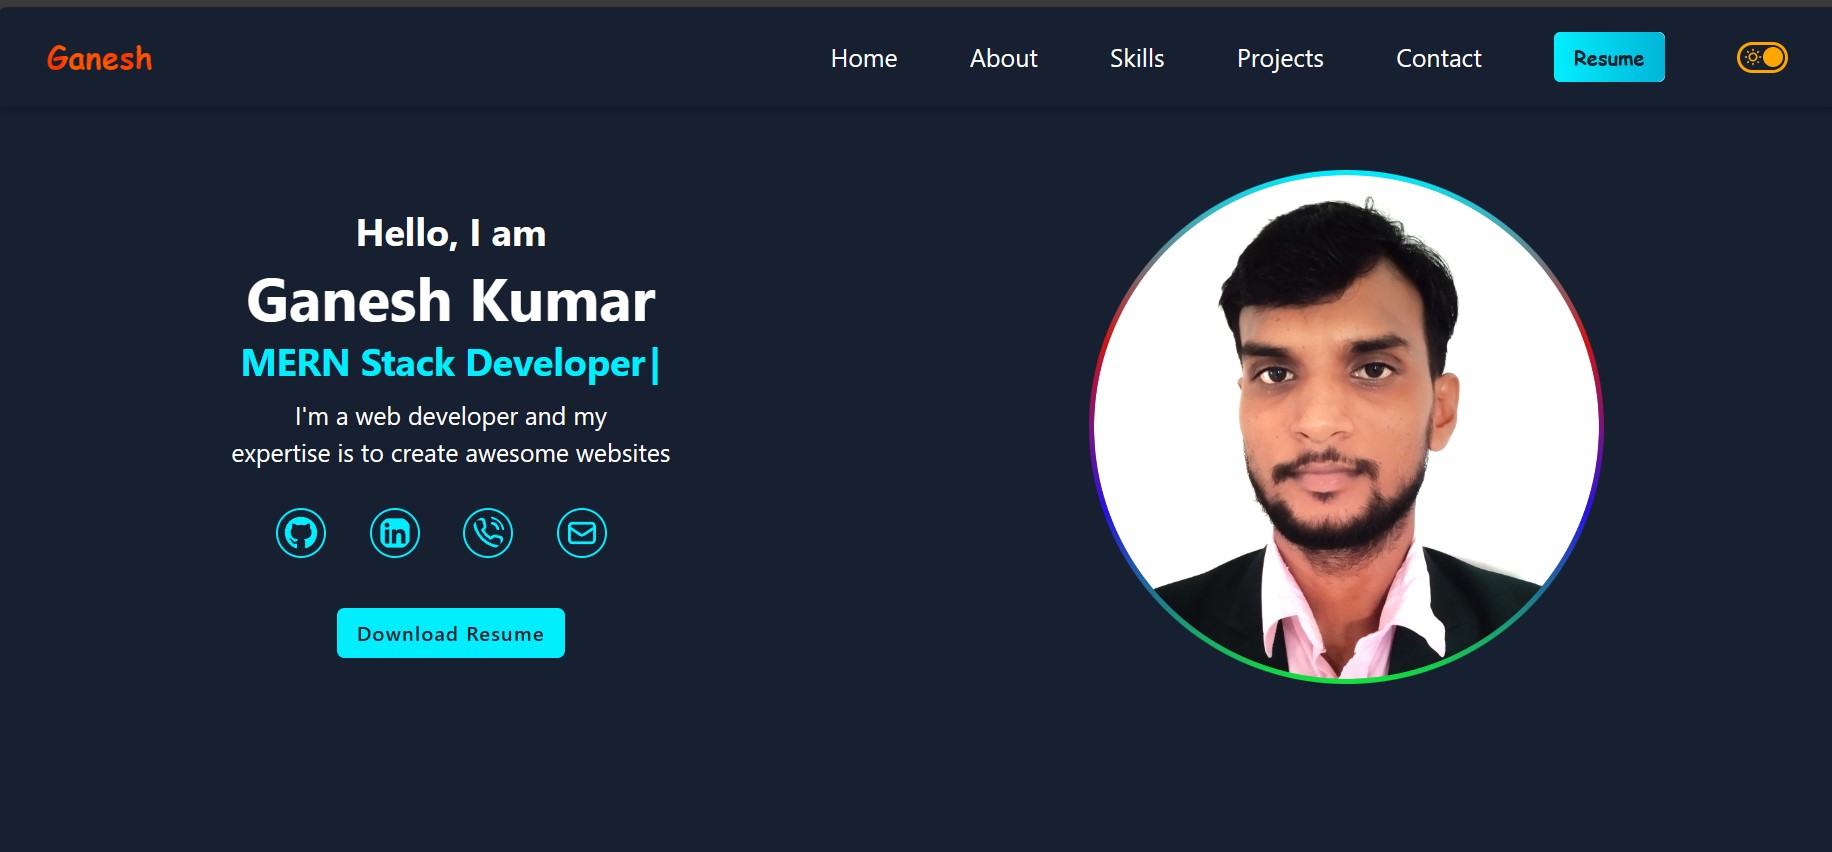 Ganesh
Home About Skills Projects Contact Resume
Hello, I am
Ganesh Kumar
MERN Stack Developer|
I'm a web developer and my
expertise is to create awesome websites
in
Download Resume